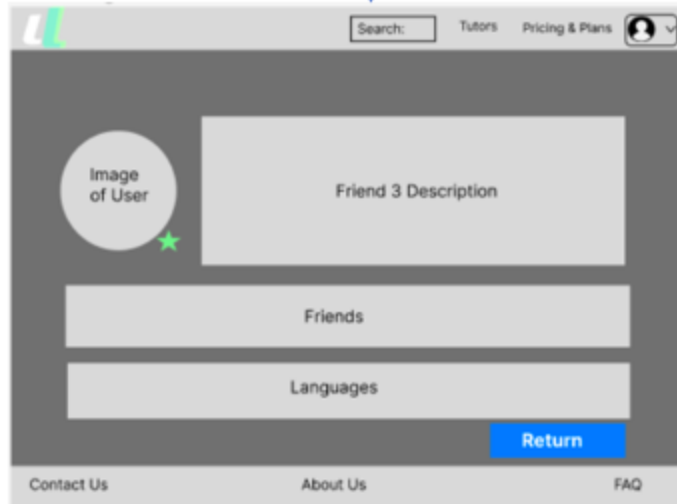 Search:
Tutors
Pricing & Plans
Image
of User
Friend 3 Description
Friends
Languages
Return
Contact Us
About Us
FAQ